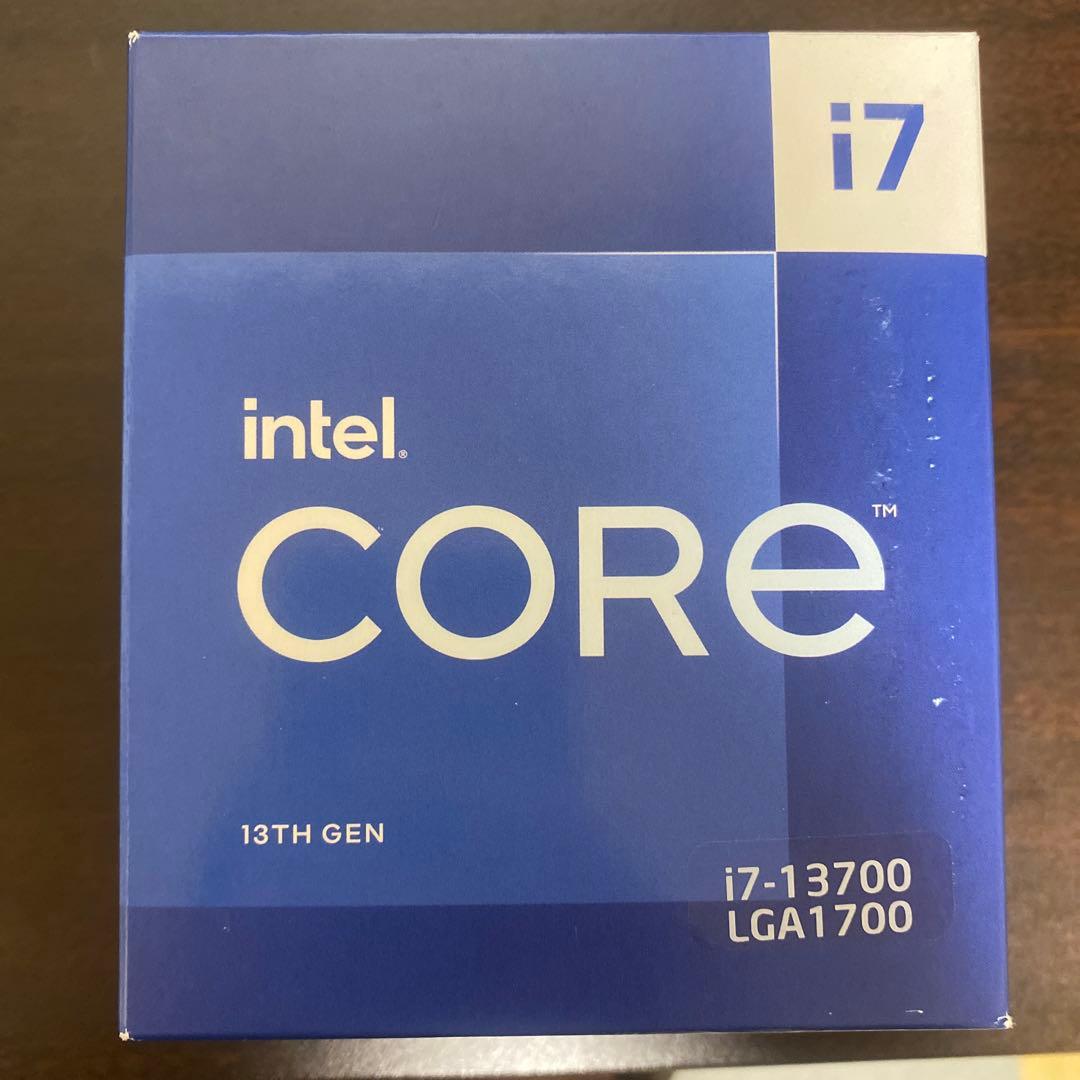 i7
intel®
CORe™
13TH GEN
i7-13700
LGA1700